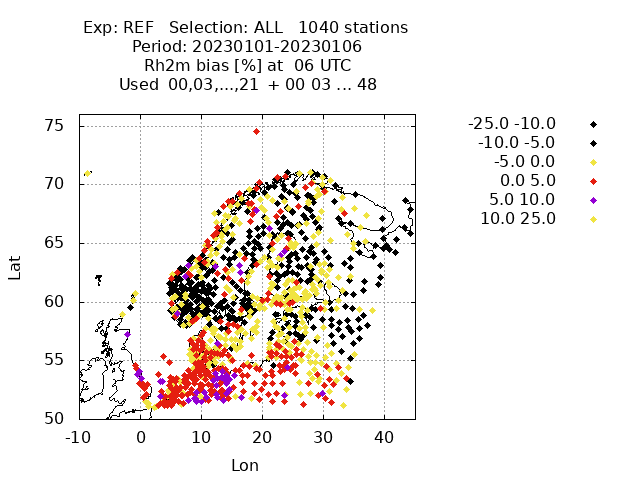 Exp: REF   Selection: ALL   1040 stations
Period: 20230101-20230106
Rh2m bias [%] at  06 UTC
Used  00,03,...,21  + 00 03 ... 48
-25.0 -10.0
-10.0 -5.0
-5.0 0.0
0.0 5.0
5.0 10.0
10.0 25.0
75
70
65
60
55
50
Lat
-10 0 10 20 30 40
Lon